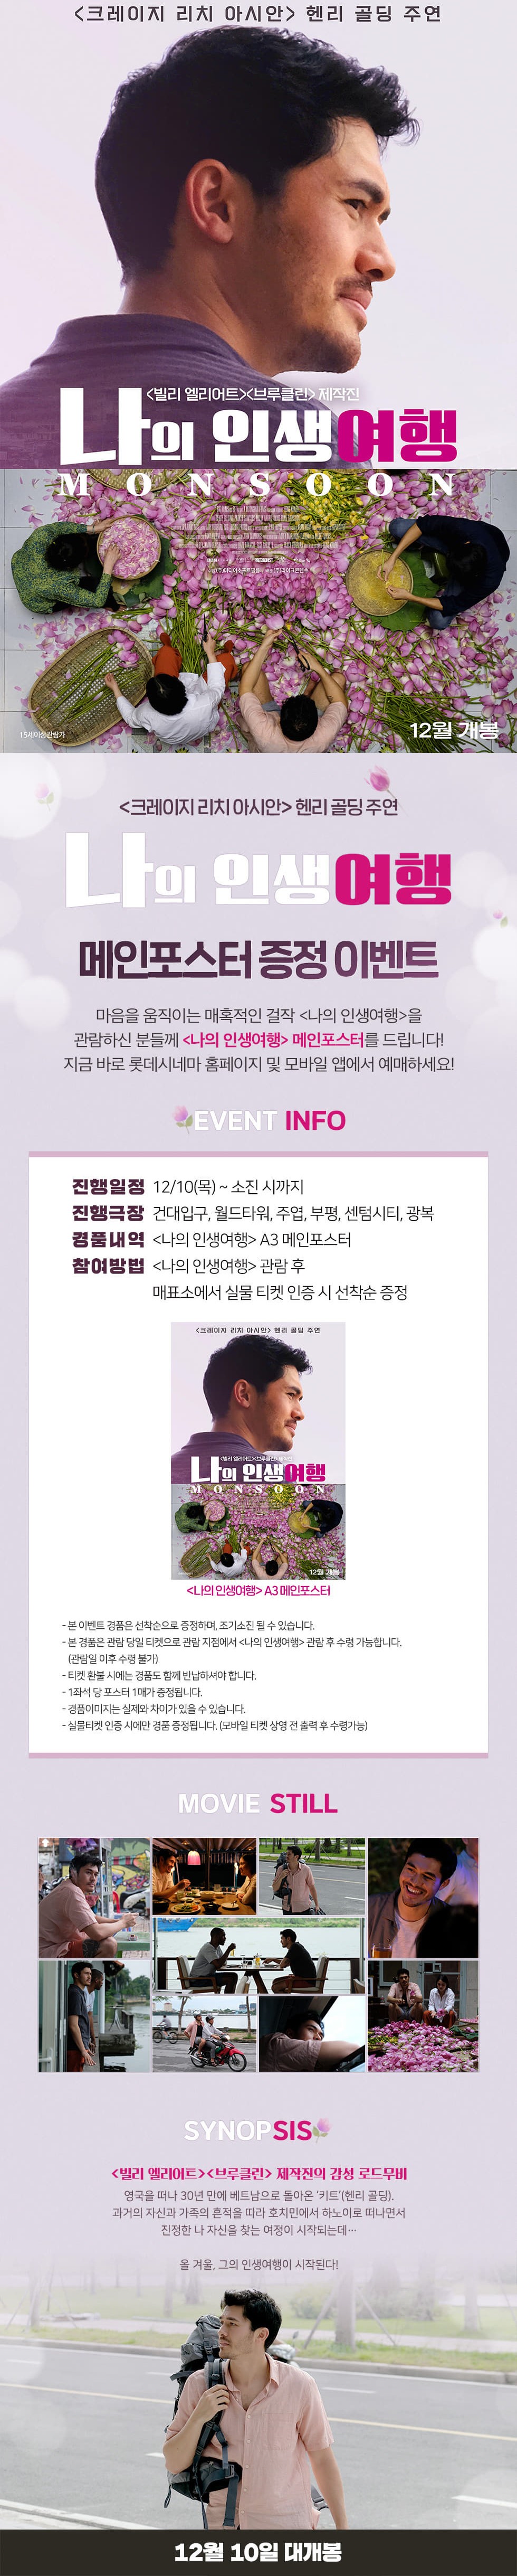 <크레이지 리치 아시안> 헨리 골딩 주연
<빌리 엘리어트><브루클린> 제작진
나의 인생여행
MONSOON
15세이상관람가
12월 개봉
<크레이지 리치 아시안> 헨리 골딩 주연
나의 인생여행
메인포스터 증정 이벤트
마음을 움직이는 매혹적인 걸작 <나의 인생여행>을
관람하신 분들께 <나의 인생여행> 메인포스터를 드립니다!
지금 바로 롯데시네마 홈페이지 및 모바일 앱에서 예매하세요!
EVENT INFO
진행일정 12/10(목) ~ 소진 시까지
진행극장 건대입구, 월드타워, 주엽, 부평, 센텀시티, 광복
경품내역 <나의 인생여행> A3 메인포스터
참여방법 <나의 인생여행> 관람 후
매표소에서 실물 티켓 인증 시 선착순 증정
<크레이지 리치 아시안> 헨리 골딩 주연
<빌리 엘리어트><브루클린> 제작진
나의 인생여행
MONSOON
12월 개봉
<나의 인생여행> A3 메인포스터
- 본 이벤트 경품은 선착순으로 증정하며, 조기소진 될 수 있습니다.
- 본 경품은 관람 당일 티켓으로 관람 지점에서 <나의 인생여행> 관람 후 수령 가능합니다.
(관람일 이후 수령 불가)
- 티켓 환불 시에는 경품도 함께 반납하셔야 합니다.
- 1좌석 당 포스터 1매가 증정됩니다.
- 경품이미지는 실제와 차이가 있을 수 있습니다.
- 실물티켓 인증 시에만 경품 증정됩니다. (모바일 티켓 상영 전 출력 후 수령가능)
MOVIE STILL
SYNOPSIS
<빌리 엘리어트><브루클린> 제작진의 감성 로드무비
영국을 떠나 30년 만에 베트남으로 돌아온 '키트'(헨리 골딩).
과거의 자신과 가족의 흔적을 따라 호치민에서 하노이로 떠나면서
진정한 나 자신을 찾는 여정이 시작되는데…
올 겨울, 그의 인생여행이 시작된다!
12월 10일 대개봉